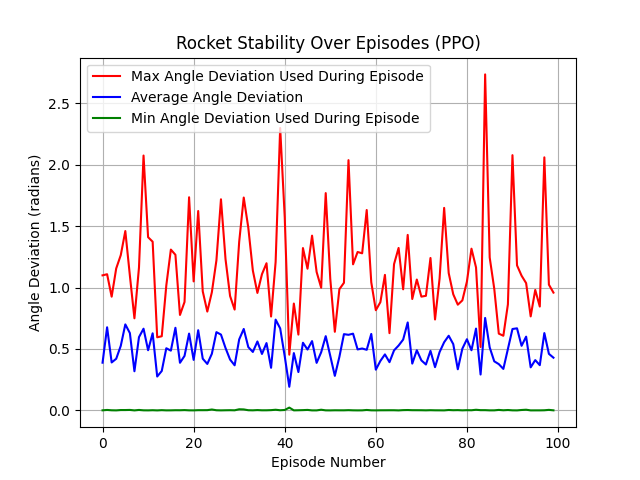 Rocket Stability Over Episodes (PPO)
Max Angle Deviation Used During Episode
Average Angle Deviation
Min Angle Deviation Used During Episode
Angle Deviation (radians)
2.5
2.0
1.5
1.0
0.5
0.0
0 20 40 60 80 100
Episode Number